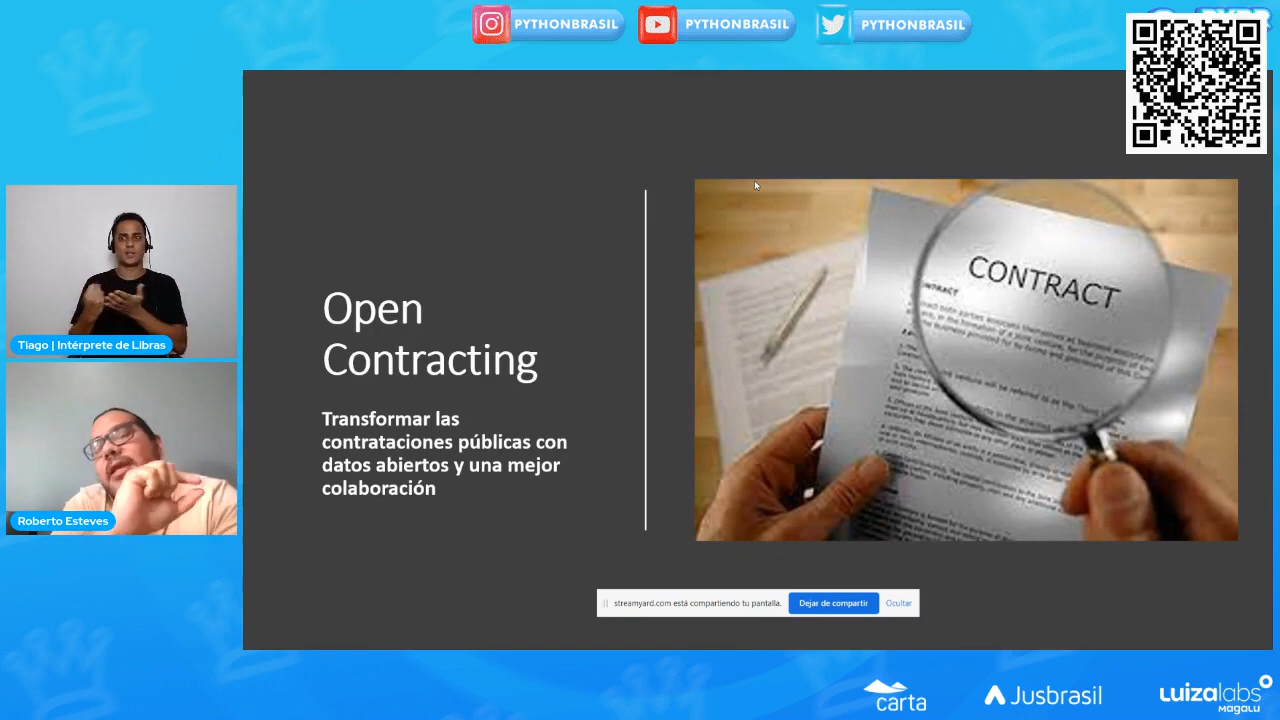 PYTHONBRASIL
PYTHONBRASIL
PYTHONBRASIL
Tiago | Intérprete de Libras
Roberto Esteves
Open
Contracting
Transformar las
contrataciones públicas con
datos abiertos y una mejor
colaboración
CONTRACT
streamyard.com está compartiendo tu pantalla.
Dejar de compartir
Ocultar
carta
Jusbrasil
Luizalabs
MAGALU